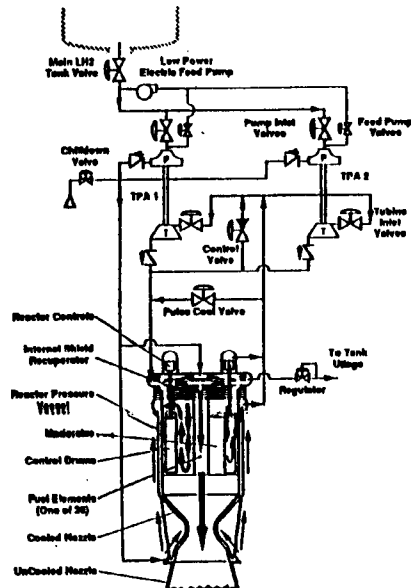 Main LH2
Tank Valve
Low Power
Electric Feed Pump
Pump Inlet
Valves
Feed Pump
Valves
Chilldown
Valve
P
P
TPA 1
TPA 2
T
T
Turbine
Inlet
Valves
Control
Valve
Pulse Cool Valve
Reactor Controls
Internal Shield
Recuperator
To Tank
Ullage
Regulator
Reactor Pressure
Vessel
Moderator
Control Drums
Fuel Elements
(One of 36)
Cooled Nozzle
UnCooled Nozzle